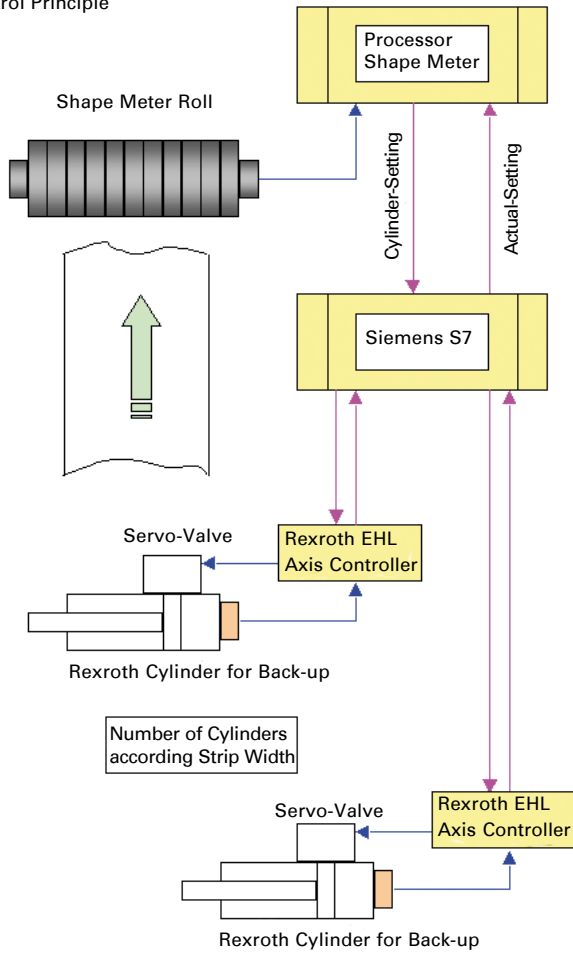 Principle
Processor
Shape Meter
Shape Meter Roll
Cylinder-Setting
Actual-Setting
Siemens S7
Servo-Valve
Rexroth EHL
Axis Controller
Rexroth Cylinder for Back-up
Number of Cylinders
according Strip Width
Rexroth EHL
Axis Controller
Servo-Valve
Rexroth Cylinder for Back-up